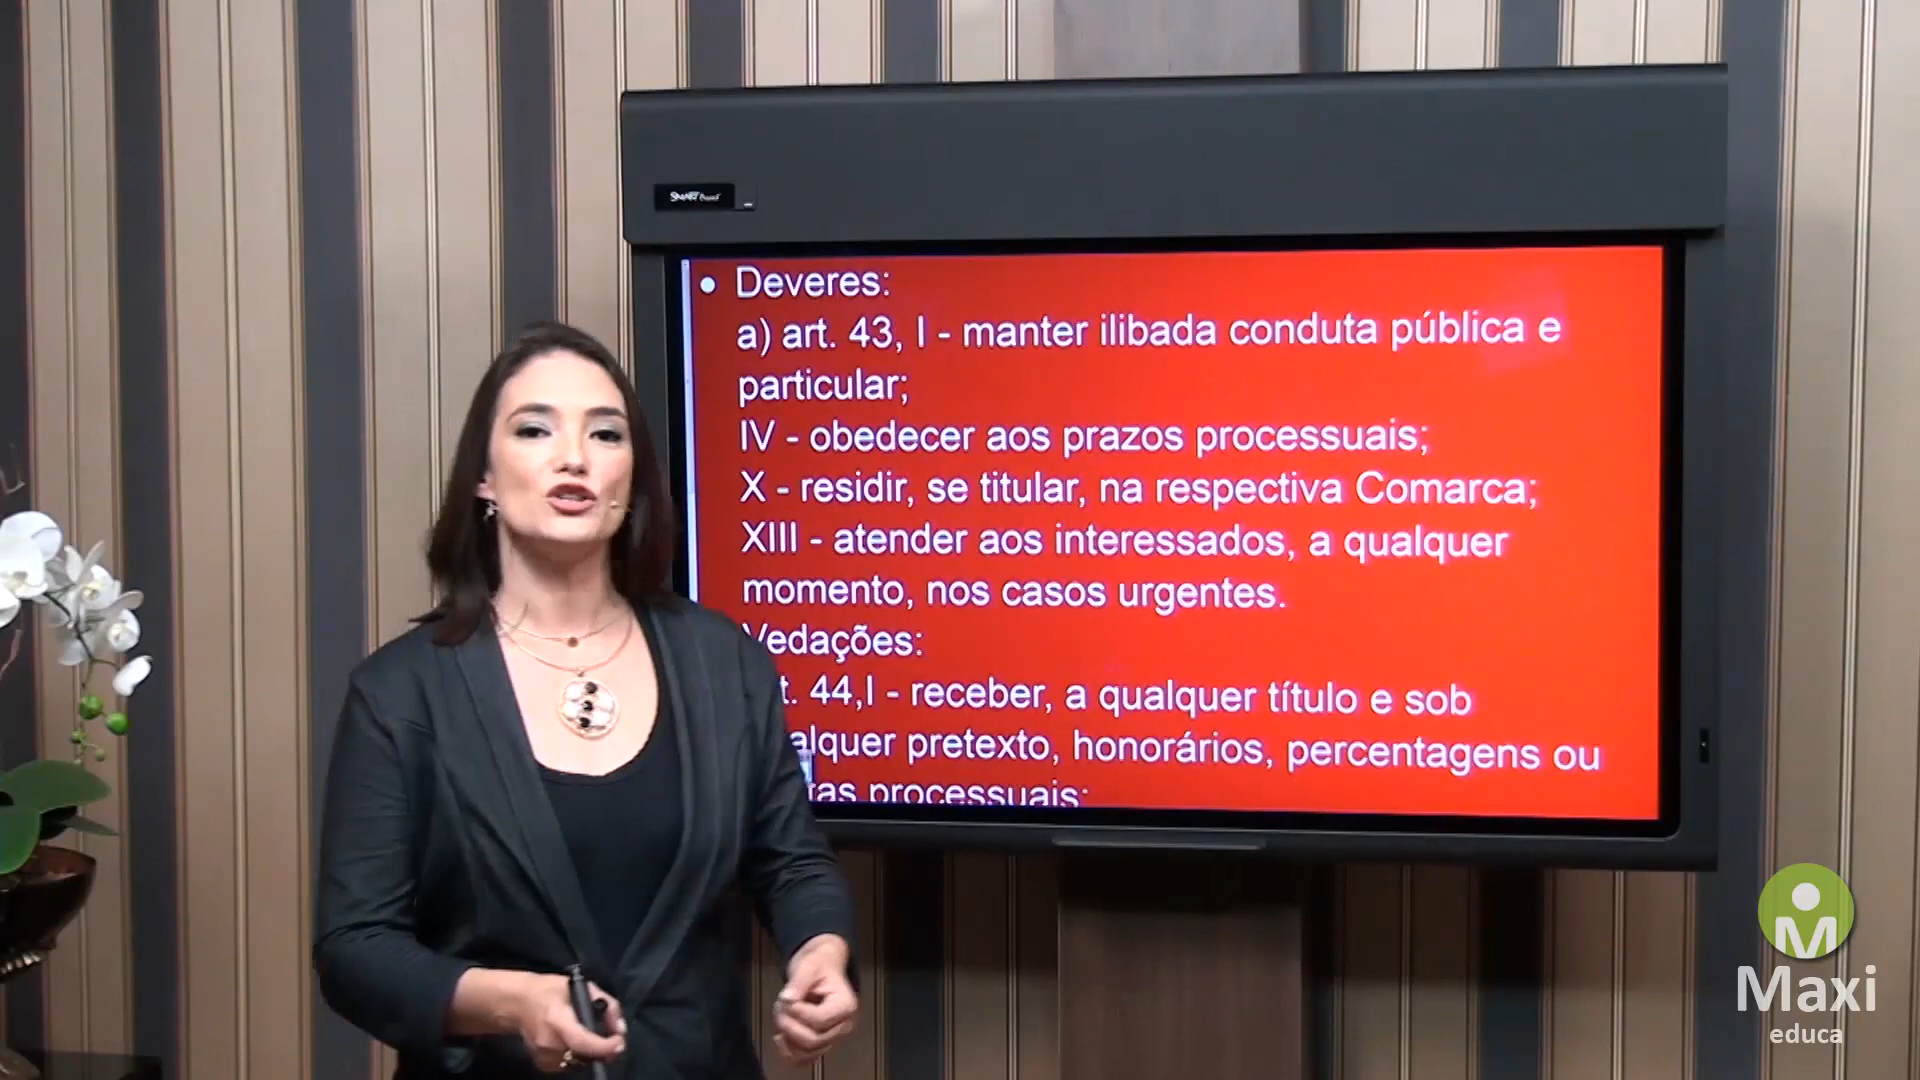 SMART Board
Deveres:
a) art. 43, I - manter ilibada conduta pública e
particular;
IV - obedecer aos prazos processuais;
X - residir, se titular, na respectiva Comarca;
XIII - atender aos interessados, a qualquer
momento, nos casos urgentes.
Vedações:
44,I - receber, a qualquer título e sob
pretexto, honorários, percentagens ou
processuais;
M
Maxi
educa